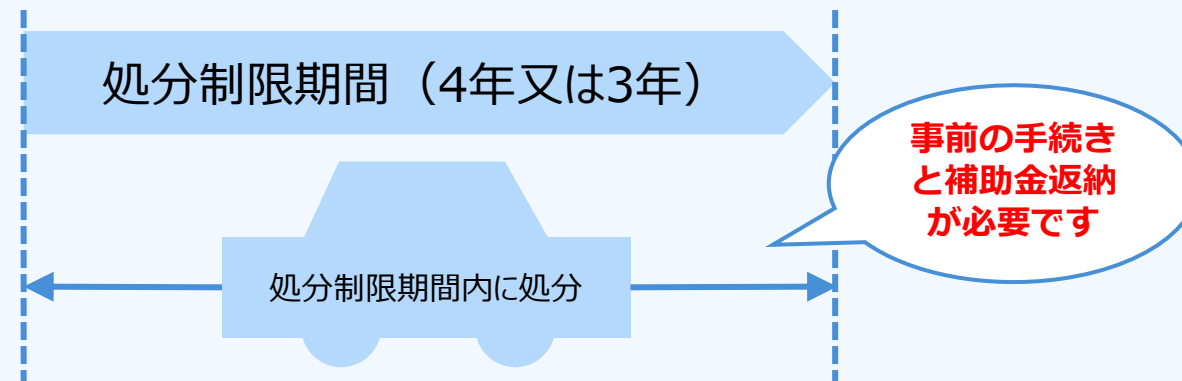 処分制限期間（4年又は3年）
事前の手続き
と補助金返納
が必要です
処分制限期間内に処分